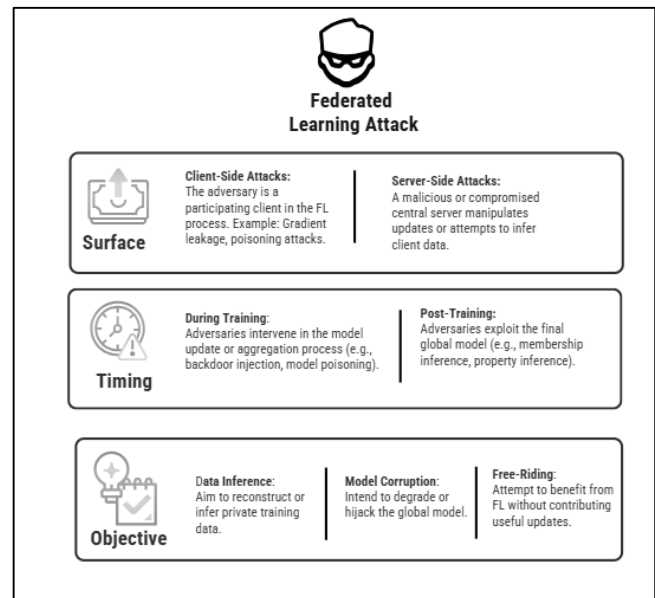 Federated
Learning Attack
Surface
Client-Side Attacks:
The adversary is a
participating client in the FL
process. Example: Gradient
leakage, poisoning attacks.
Server-Side Attacks:
A malicious or compromised
central server manipulates
updates or attempts to infer
client data.
Timing
During Training:
Adversaries intervene in the model
update or aggregation process (e.g.,
backdoor injection, model poisoning).
Post-Training:
Adversaries exploit the final
global model (e.g., membership
inference, property inference).
Objective
Data Inference:
Aim to reconstruct or
infer private training
data.
Model Corruption:
Intend to degrade or
hijack the global model.
Free-Riding:
Attempt to benefit from
FL without contributing
useful updates.